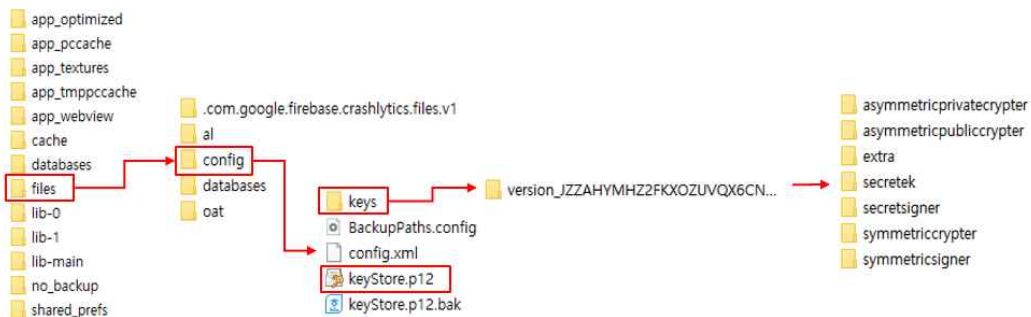 app_optimized
app_pccache
app_textures
app_tmppccache
app_webview
cache
databases
files
lib-0
lib-1
lib-main
no_backup
shared_prefs
.com.google.firebase.crashlytics.files.v1
al
config
databases
oat
keys
BackupPaths.config
config.xml
keyStore.p12
keyStore.p12.bak
version_JZZAHYMHZ2FKXOZUVQX6CN...
asymmetricprivatecrypter
asymmetricpubliccrypter
extra
secretek
secretsigner
symmetriccrypter
symmetricsigner